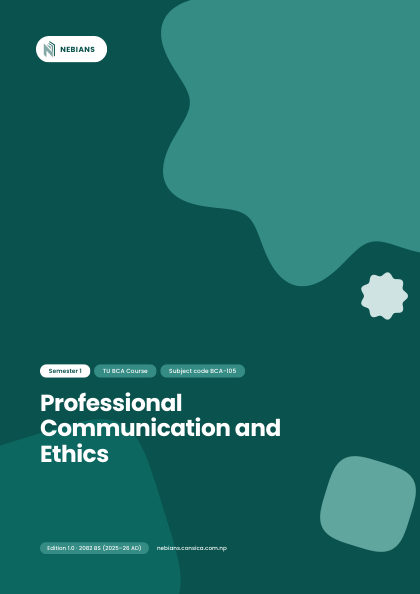 NEBIANS
Semester 1 TU BCA Course Subject code BCA-105
Professional
Communication and
Ethics
Edition 1.0 · 2082 BS (2025–26 AD) nebians.consica.com.np